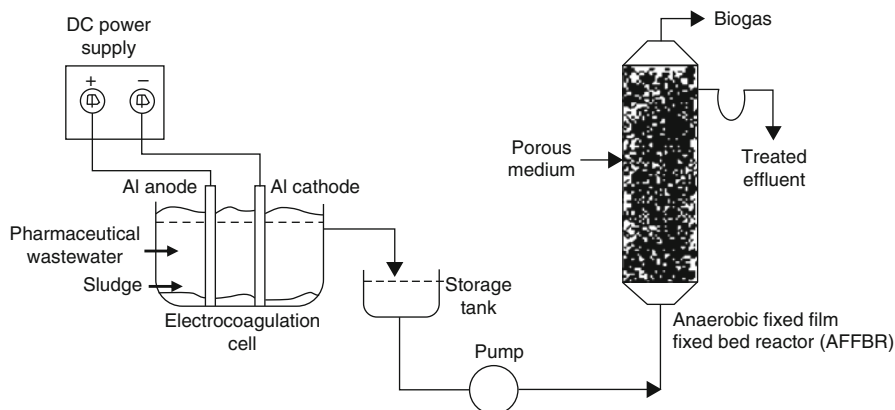 DC power
supply
+ −
Al anode
Al cathode
Pharmaceutical
wastewater
Sludge
Electrocoagulation
cell
Storage
tank
Pump
Biogas
Porous
medium
Treated
effluent
Anaerobic fixed film
fixed bed reactor (AFFBR)